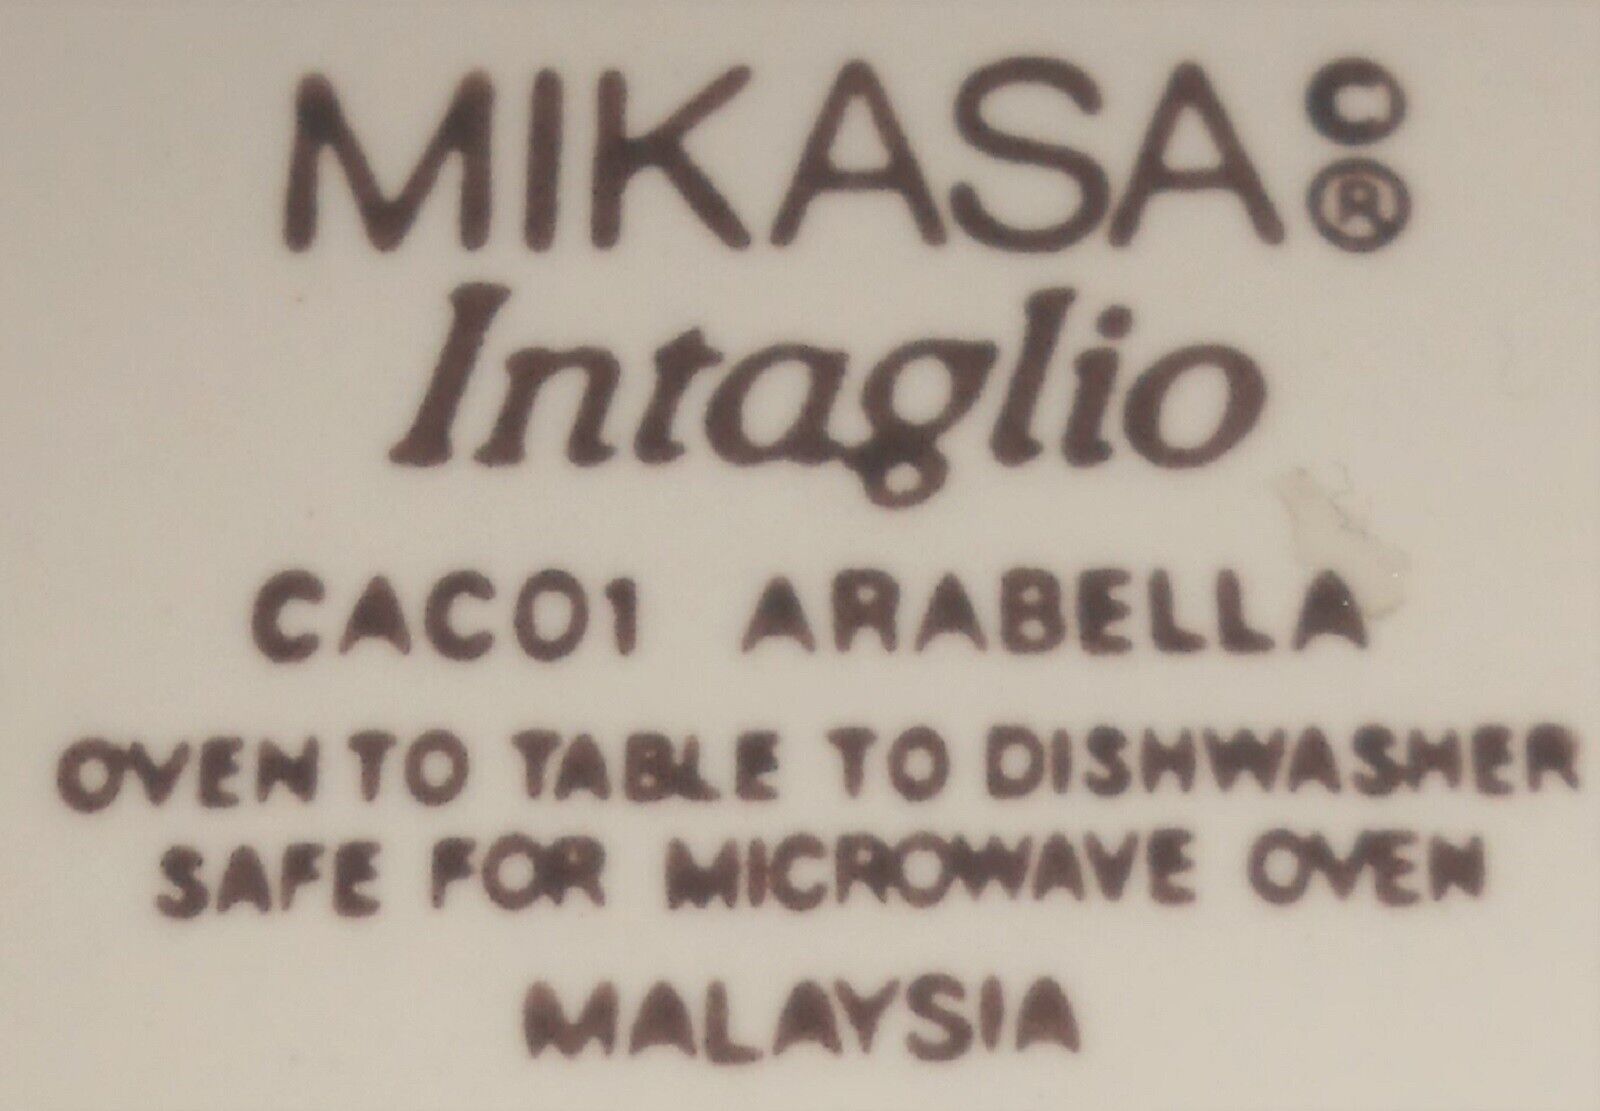 MIKASA © ®
Intaglio
CAC01 ARABELLA
OVEN TO TABLE TO DISHWASHER
SAFE FOR MICROWAVE OVEN
MALAYSIA